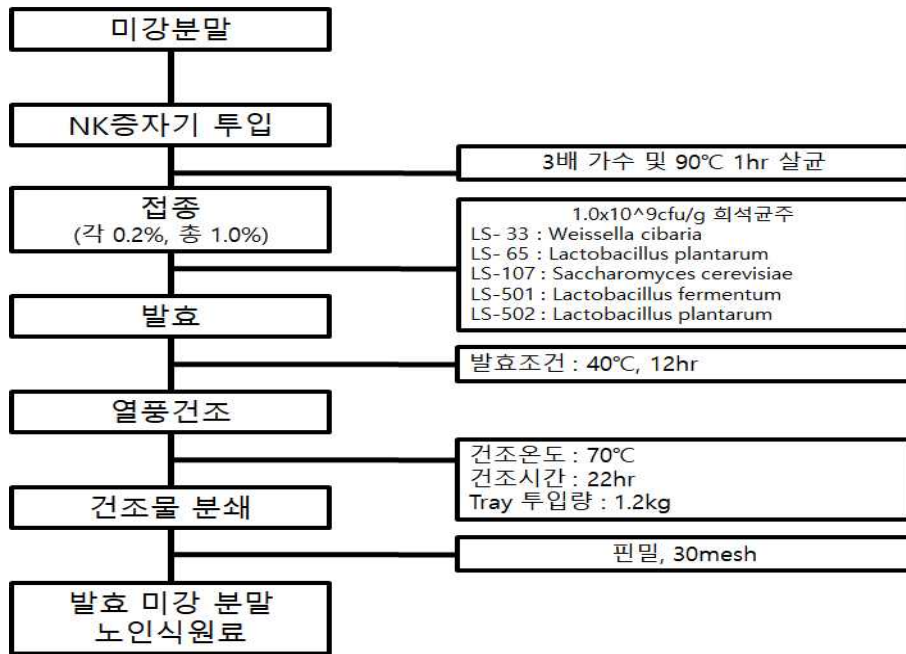 미강분말
NK증자기 투입
3배 가수 및 90℃ 1hr 살균
접종
(각 0.2%, 총 1.0%)
1.0x10^9cfu/g 희석균주
LS- 33 : Weissella cibaria
LS- 65 : Lactobacillus plantarum
LS-107 : Saccharomyces cerevisiae
LS-501 : Lactobacillus fermentum
LS-502 : Lactobacillus plantarum
발효
발효조건 : 40℃, 12hr
열풍건조
건조온도 : 70℃
건조시간 : 22hr
Tray 투입량 : 1.2kg
건조물 분쇄
핀밀, 30mesh
발효 미강 분말
노인식원료